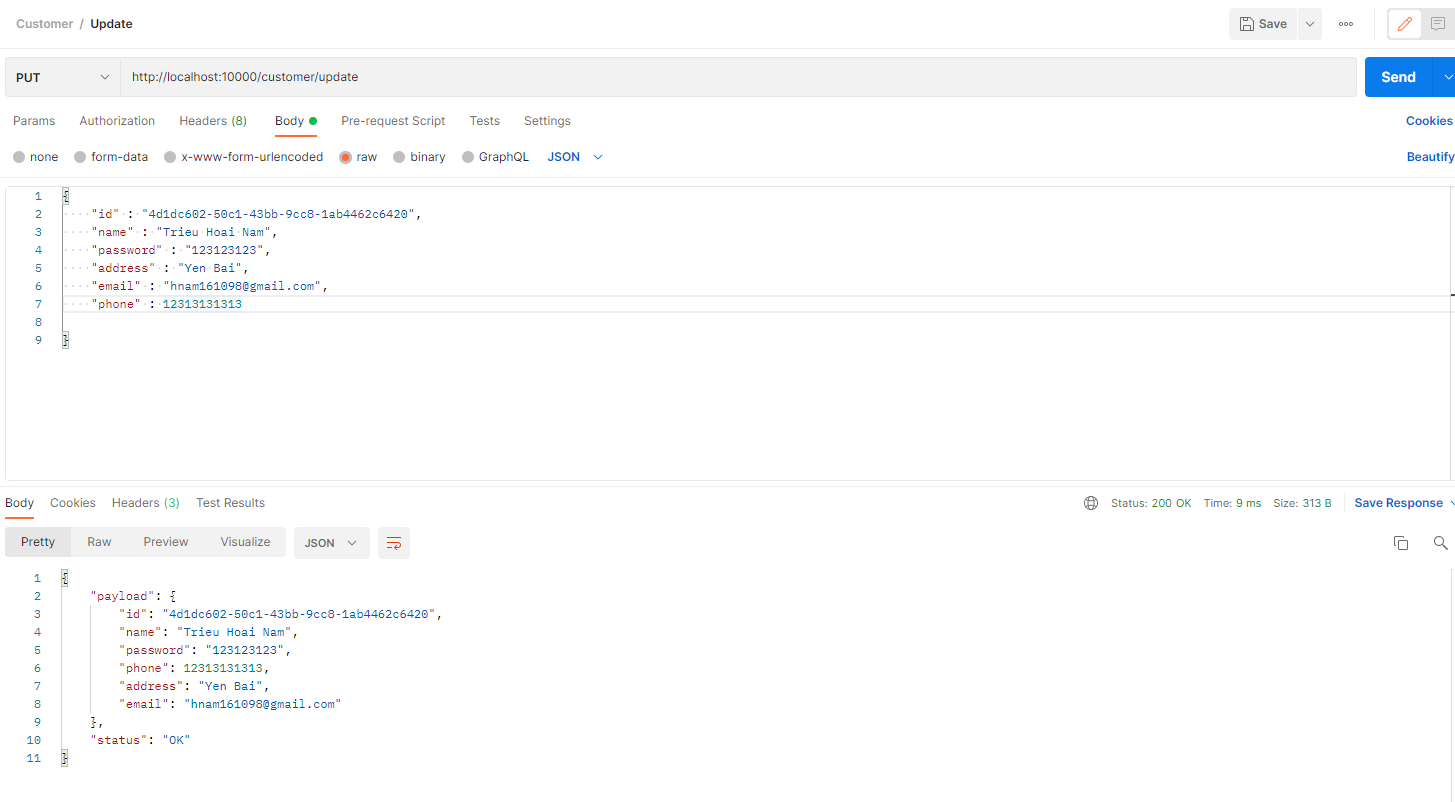 Customer / Update
Save
PUT
http://localhost:10000/customer/update
Send
Params Authorization Headers (8) Body Pre-request Script Tests Settings Cookies
none form-data x-www-form-urlencoded raw binary GraphQL JSON Beautify
1 {
2 "id" : "4d1dc602-50c1-43bb-9cc8-1ab4462c6420",
3 "name" : "Trieu Hoai Nam",
4 "password" : "123123123",
5 "address" : "Yen Bai",
6 "email" : "hnam161098@gmail.com",
7 "phone" : 12313131313
8
9 }
Body Cookies Headers (3) Test Results Status: 200 OK Time: 9 ms Size: 313 B Save Response
Pretty Raw Preview Visualize JSON
1 {
2 "payload": {
3 "id": "4d1dc602-50c1-43bb-9cc8-1ab4462c6420",
4 "name": "Trieu Hoai Nam",
5 "password": "123123123",
6 "phone": 12313131313,
7 "address": "Yen Bai",
8 "email": "hnam161098@gmail.com"
9 },
10 "status": "OK"
11 }